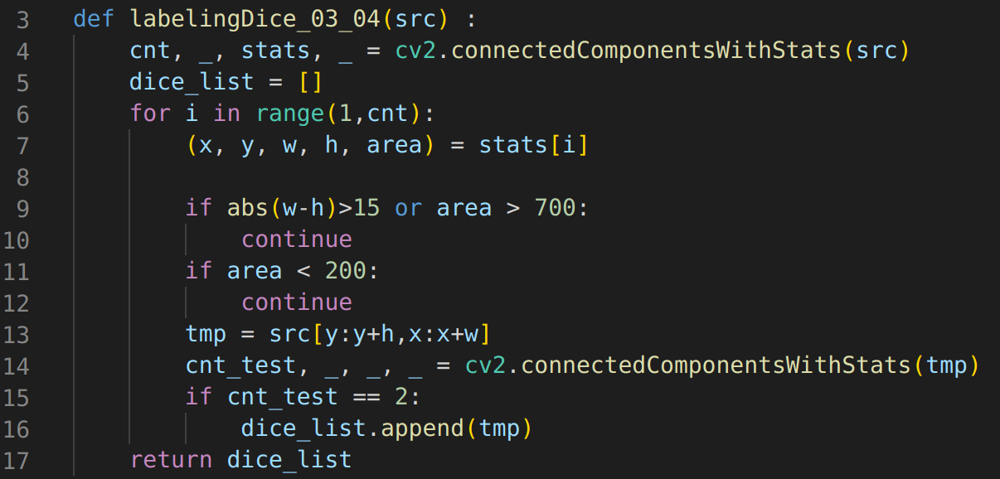 3 def labelingDice_03_04(src) :
4     cnt, _, stats, _ = cv2.connectedComponentsWithStats(src)
5     dice_list = []
6     for i in range(1,cnt):
7         (x, y, w, h, area) = stats[i]
8
9         if abs(w-h)>15 or area > 700:
10             continue
11         if area < 200:
12             continue
13         tmp = src[y:y+h,x:x+w]
14         cnt_test, _, _, _ = cv2.connectedComponentsWithStats(tmp)
15         if cnt_test == 2:
16             dice_list.append(tmp)
17     return dice_list